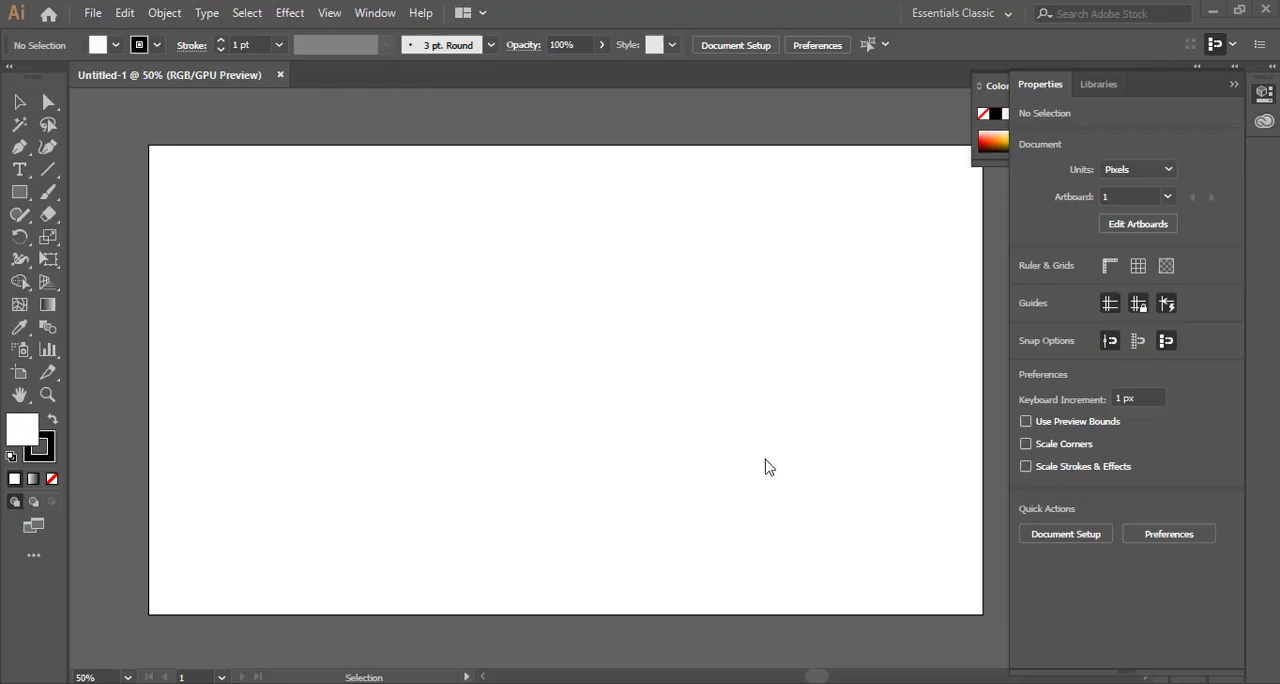 Ai File Edit Object Type Select Effect View Window Help Essentials Classic Search Adobe Stock
No Selection Stroke: 1 pt 3 pt. Round Opacity: 100% Style: Document Setup Preferences
Untitled-1 @ 50% (RGB/GPU Preview) ×
Color Properties Libraries
No Selection
Document
Units: Pixels
Artboard: 1
Edit Artboards
Ruler & Grids
Guides
Snap Options
Preferences
Keyboard Increment: 1 px
Use Preview Bounds
Scale Corners
Scale Strokes & Effects
Quick Actions
Document Setup Preferences
50% 1 Selection